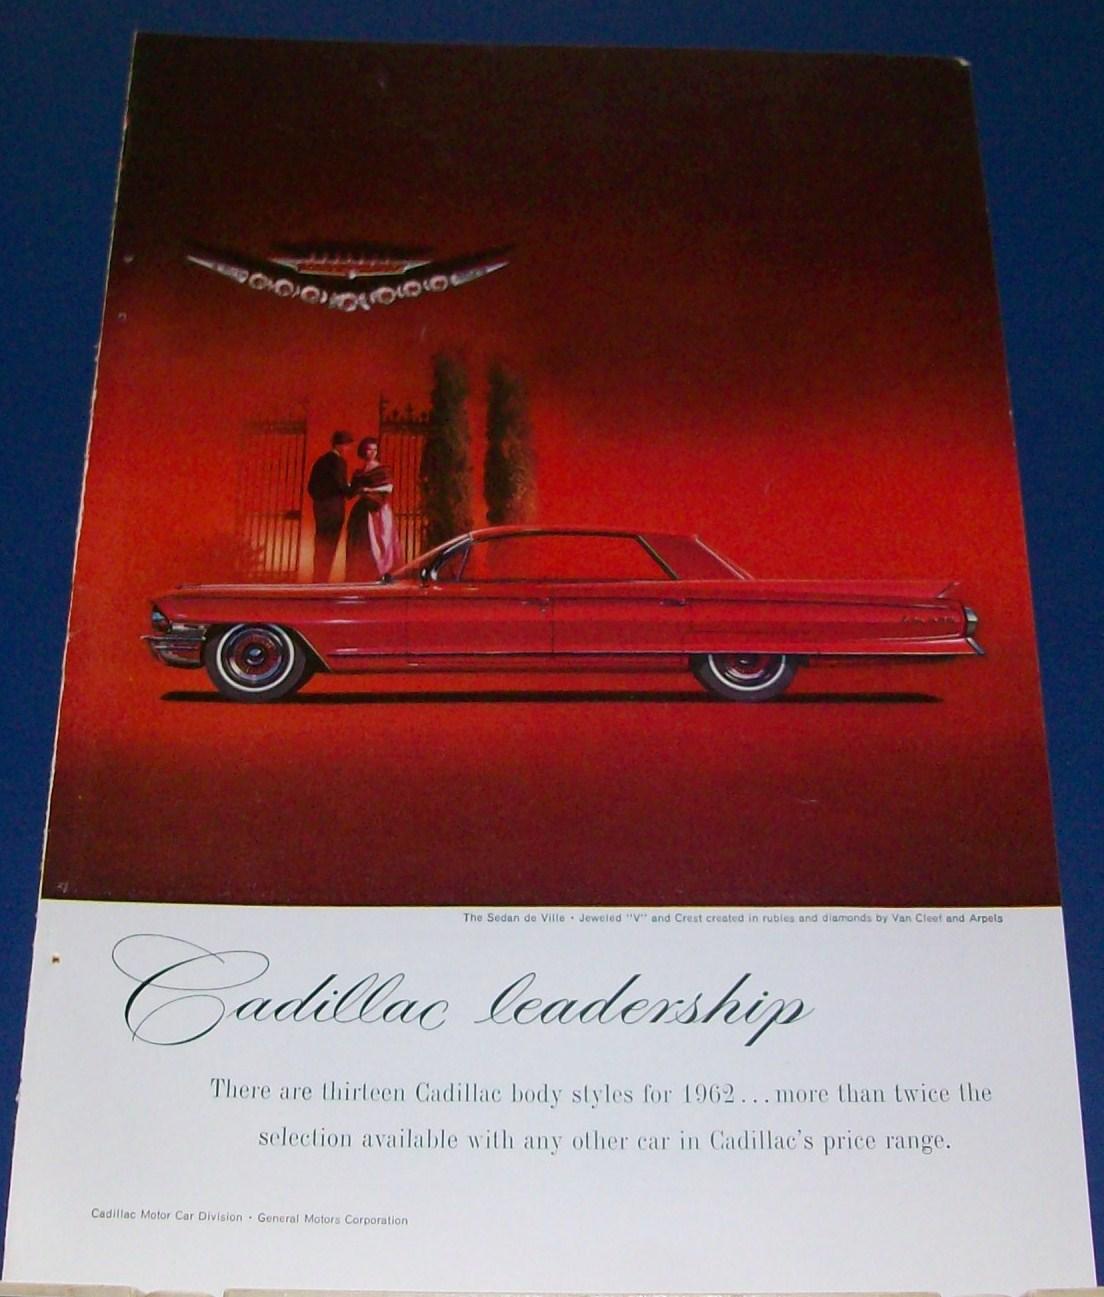 The Sedan de Ville • Jeweled "V" and Crest created in rubies and diamonds by Van Cleef and Arpels
Cadillac leadership
There are thirteen Cadillac body styles for 1962 ... more than twice the
selection available with any other car in Cadillac's price range.
Cadillac Motor Car Division • General Motors Corporation